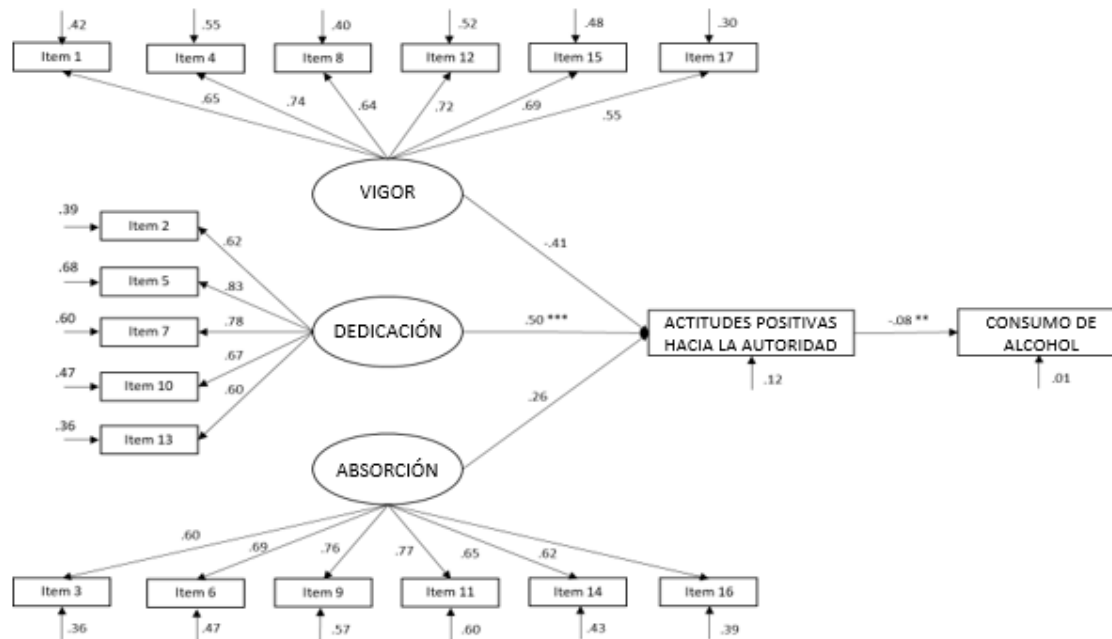 .42 .55 .40 .52 .48 .30
Item 1 Item 4 Item 8 Item 12 Item 15 Item 17
.65 .74 .64 .72 .69 .55
VIGOR
-.41
.39 Item 2 .62
.68 Item 5 .83
.60 Item 7 .78
.47 Item 10 .67
.36 Item 13 .60
DEDICACIÓN
.50 ***
ACTITUDES POSITIVAS
HACIA LA AUTORIDAD
.12
-.08 **
CONSUMO DE
ALCOHOL
.01
.26
ABSORCIÓN
.60 .69 .76 .77 .65 .62
Item 3 Item 6 Item 9 Item 11 Item 14 Item 16
.36 .47 .57 .60 .43 .39